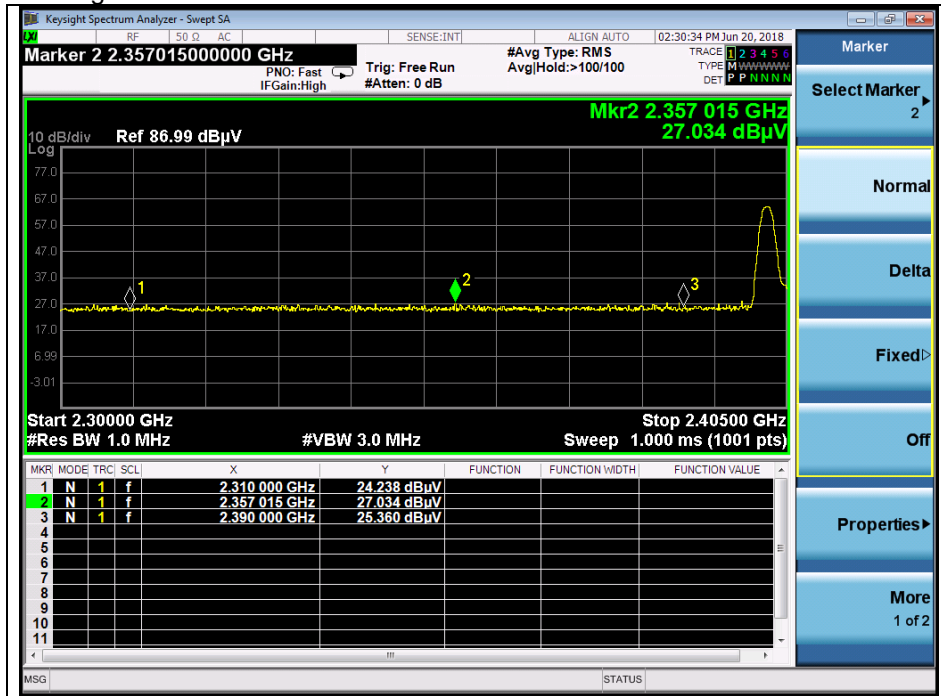 Keysight Spectrum Analyzer - Swept SA
LXI RF 50 Ω AC SENSE:INT ALIGN AUTO 02:30:34 PM Jun 20, 2018
Marker 2 2.357015000000 GHz
PNO: Fast
IFGain:High
Trig: Free Run
#Atten: 0 dB
#Avg Type: RMS
Avg|Hold:>100/100
TRACE 1 2 3 4 5 6
TYPE M WWWWW
DET P P N N N N
Mkr2 2.357 015 GHz
27.034 dBµV
10 dB/div Ref 86.99 dBµV
Log
77.0
67.0
57.0
47.0
37.0
27.0
17.0
6.99
-3.01
1
2
3
Start 2.30000 GHz Stop 2.40500 GHz
#Res BW 1.0 MHz #VBW 3.0 MHz Sweep 1.000 ms (1001 pts)
MKR MODE TRC SCL X Y FUNCTION FUNCTION WIDTH FUNCTION VALUE
1 N 1 f 2.310 000 GHz 24.238 dBµV
2 N 1 f 2.357 015 GHz 27.034 dBµV
3 N 1 f 2.390 000 GHz 25.360 dBµV
4
5
6
7
8
9
10
11
MSG STATUS
Marker
Select Marker
2
Normal
Delta
Fixed
Off
Properties
More
1 of 2